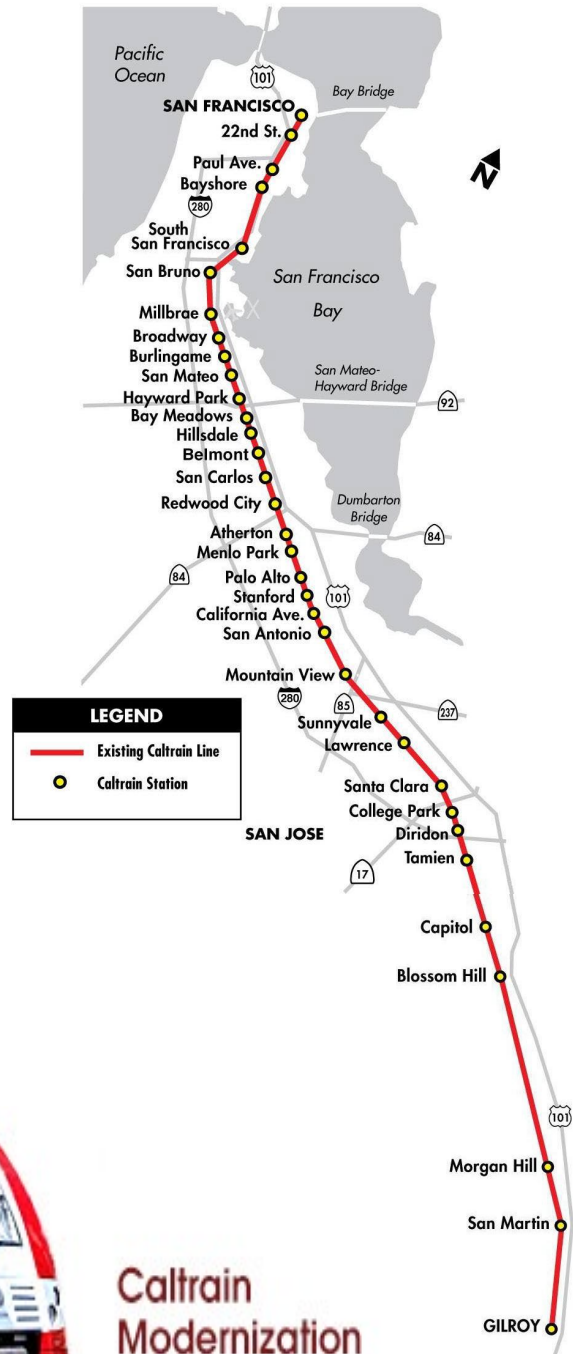 Pacific
Ocean
101
Bay Bridge
SAN FRANCISCO
22nd St.
N
Paul Ave.
Bayshore
280
South
San Francisco
San Bruno
San Francisco
Bay
Millbrae
Broadway
Burlingame
San Mateo
San Mateo-
Hayward Bridge
Hayward Park
92
Bay Meadows
Hillsdale
Belmont
San Carlos
Redwood City
Dumbarton
Bridge
Atherton
84
Menlo Park
84
Palo Alto
Stanford
101
California Ave.
San Antonio
Mountain View
280
85
237
LEGEND
Existing Caltrain Line
Caltrain Station
Sunnyvale
Lawrence
Santa Clara
College Park
SAN JOSE
Diridon
Tamien
17
Capitol
Blossom Hill
101
Morgan Hill
San Martin
GILROY
Caltrain
Modernization